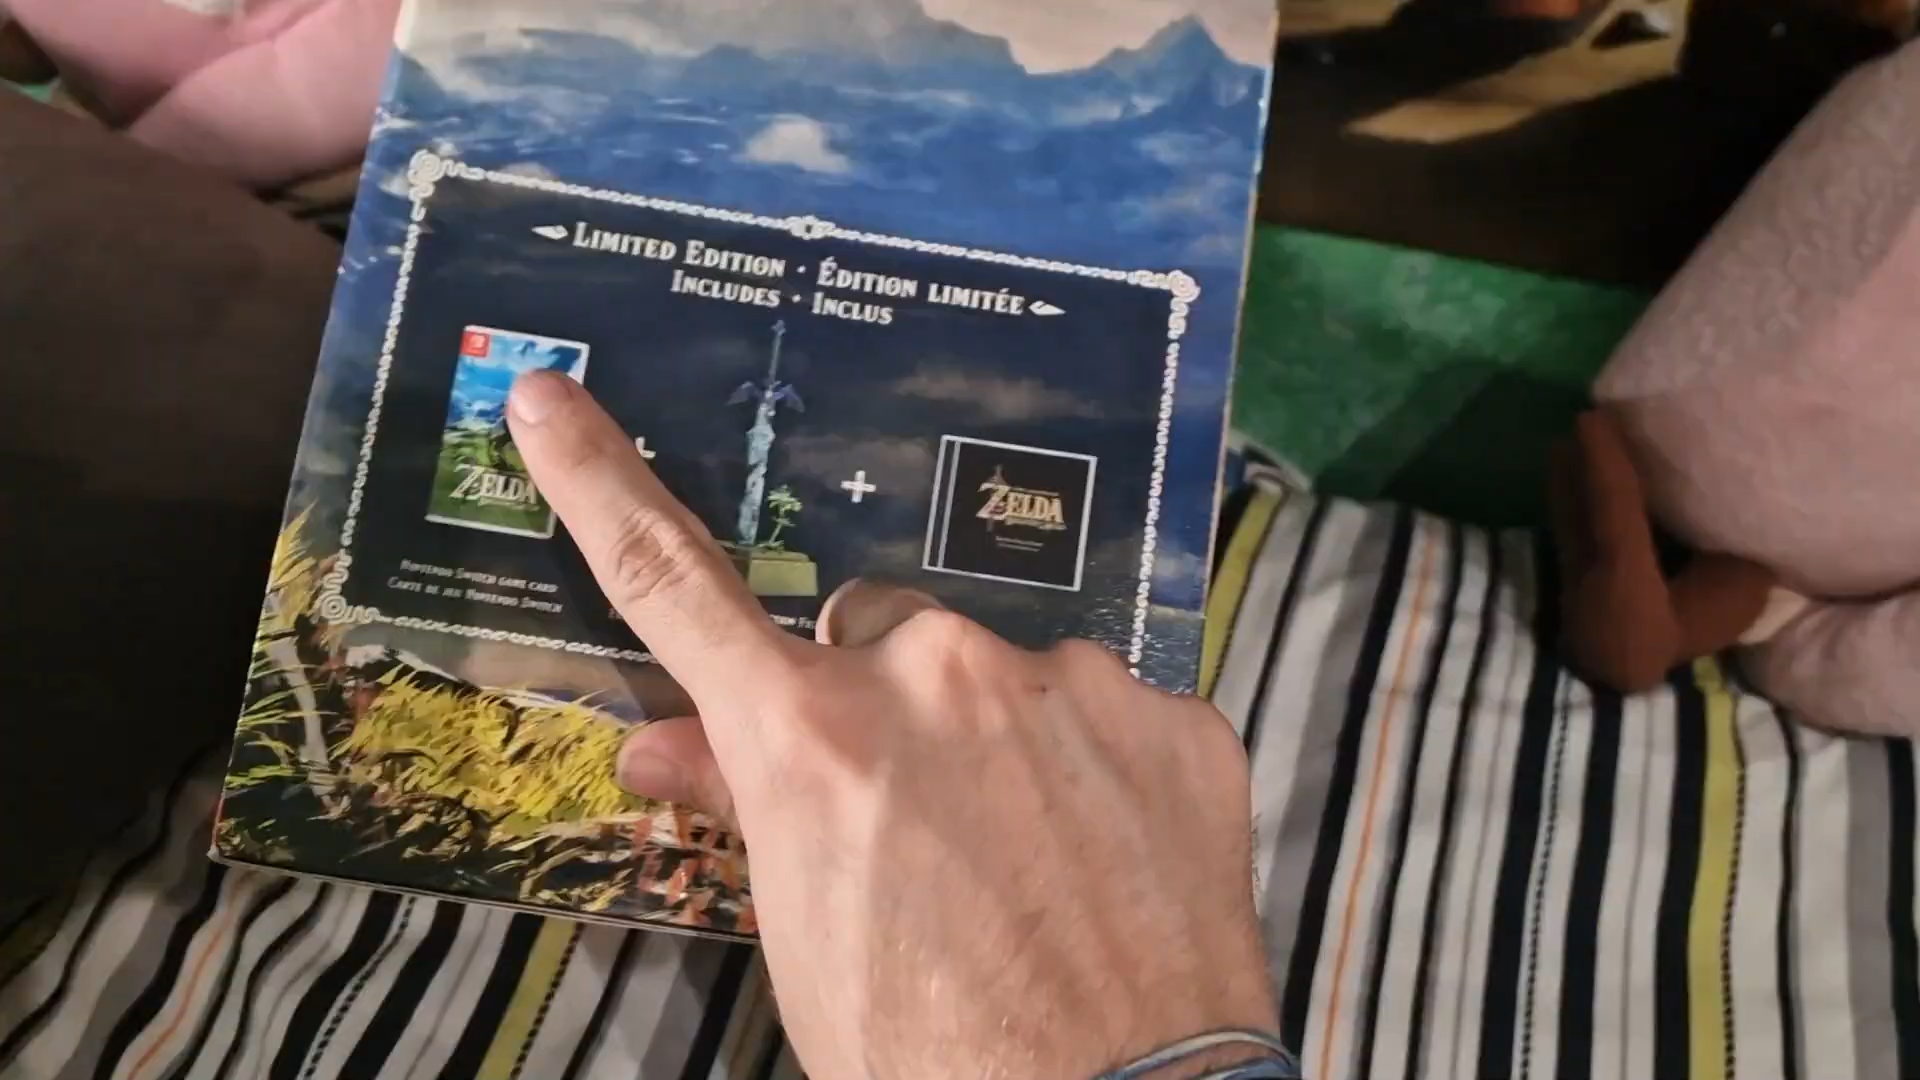 LIMITED EDITION • ÉDITION LIMITÉE
INCLUDES • INCLUS
ZELDA
ZELDA
NINTENDO SWITCH GAME CARD
CARTE DE JEU NINTENDO SWITCH